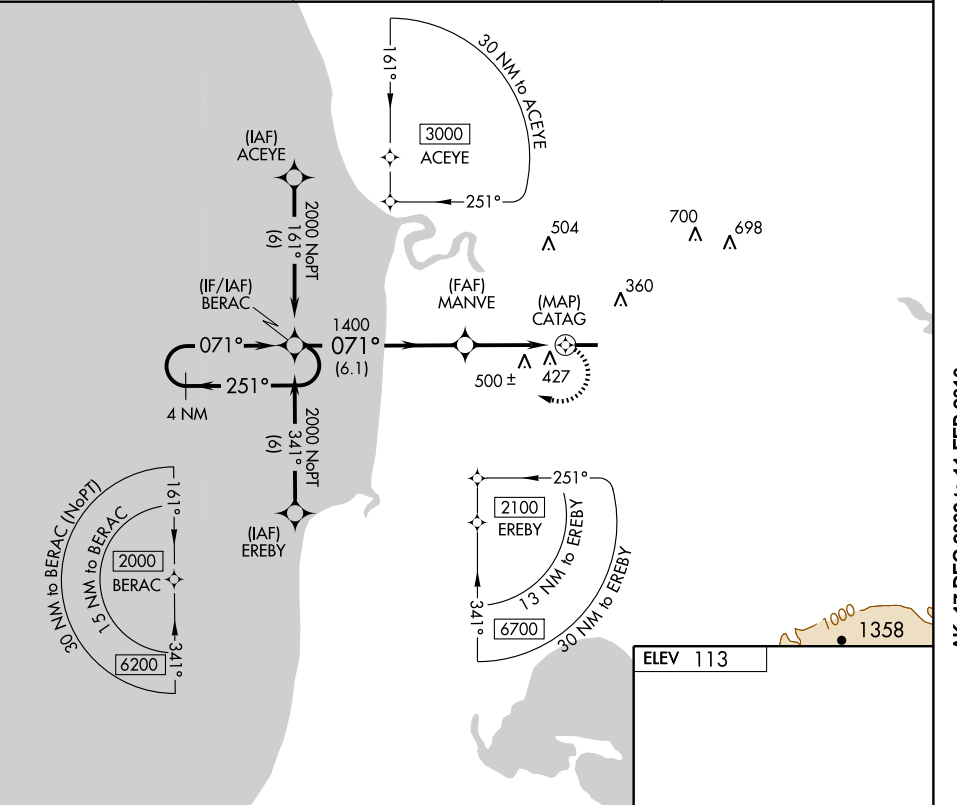 161°
30 NM to ACEYE
3000
ACEYE
251°
(IAF)
ACEYE
2000 NoPT
161°
(6)
504
700
698
360
(IF/IAF)
BERAC
(FAF)
MANVE
(MAP)
CATAG
071°
1400
071°
(6.1)
251°
4 NM
500 ±
427
2000 NoPT
341°
(6)
(IAF)
EREBY
30 NM to BERAC (NoPT)
15 NM to BERAC
161°
2000
BERAC
6200
341°
251°
2100
EREBY
13 NM to EREBY
341°
6700
30 NM to EREBY
1000
1358
ELEV 113